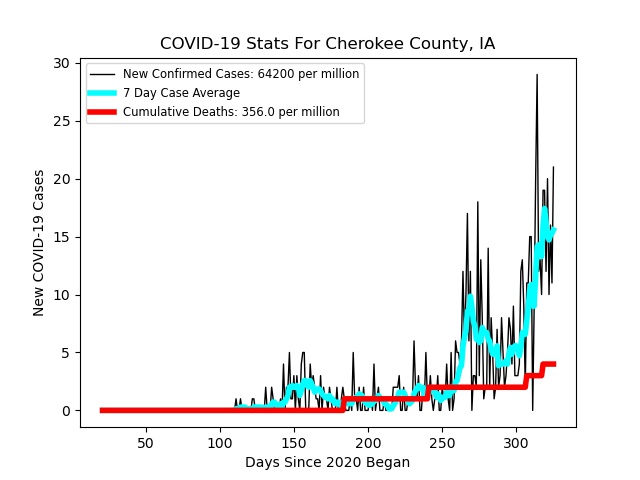 COVID-19 Stats For Cherokee County, IA
New Confirmed Cases: 64200 per million
7 Day Case Average
Cumulative Deaths: 356.0 per million
30
25
20
15
10
5
0
New COVID-19 Cases
50 100 150 200 250 300
Days Since 2020 Began